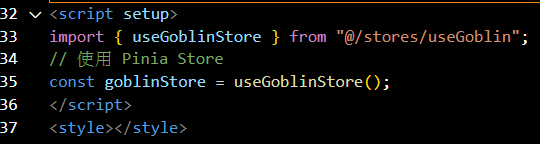 32 <script setup>
33 import { useGoblinStore } from "@/stores/useGoblin";
34 // 使用 Pinia Store
35 const goblinStore = useGoblinStore();
36 </script>
37 <style></style>